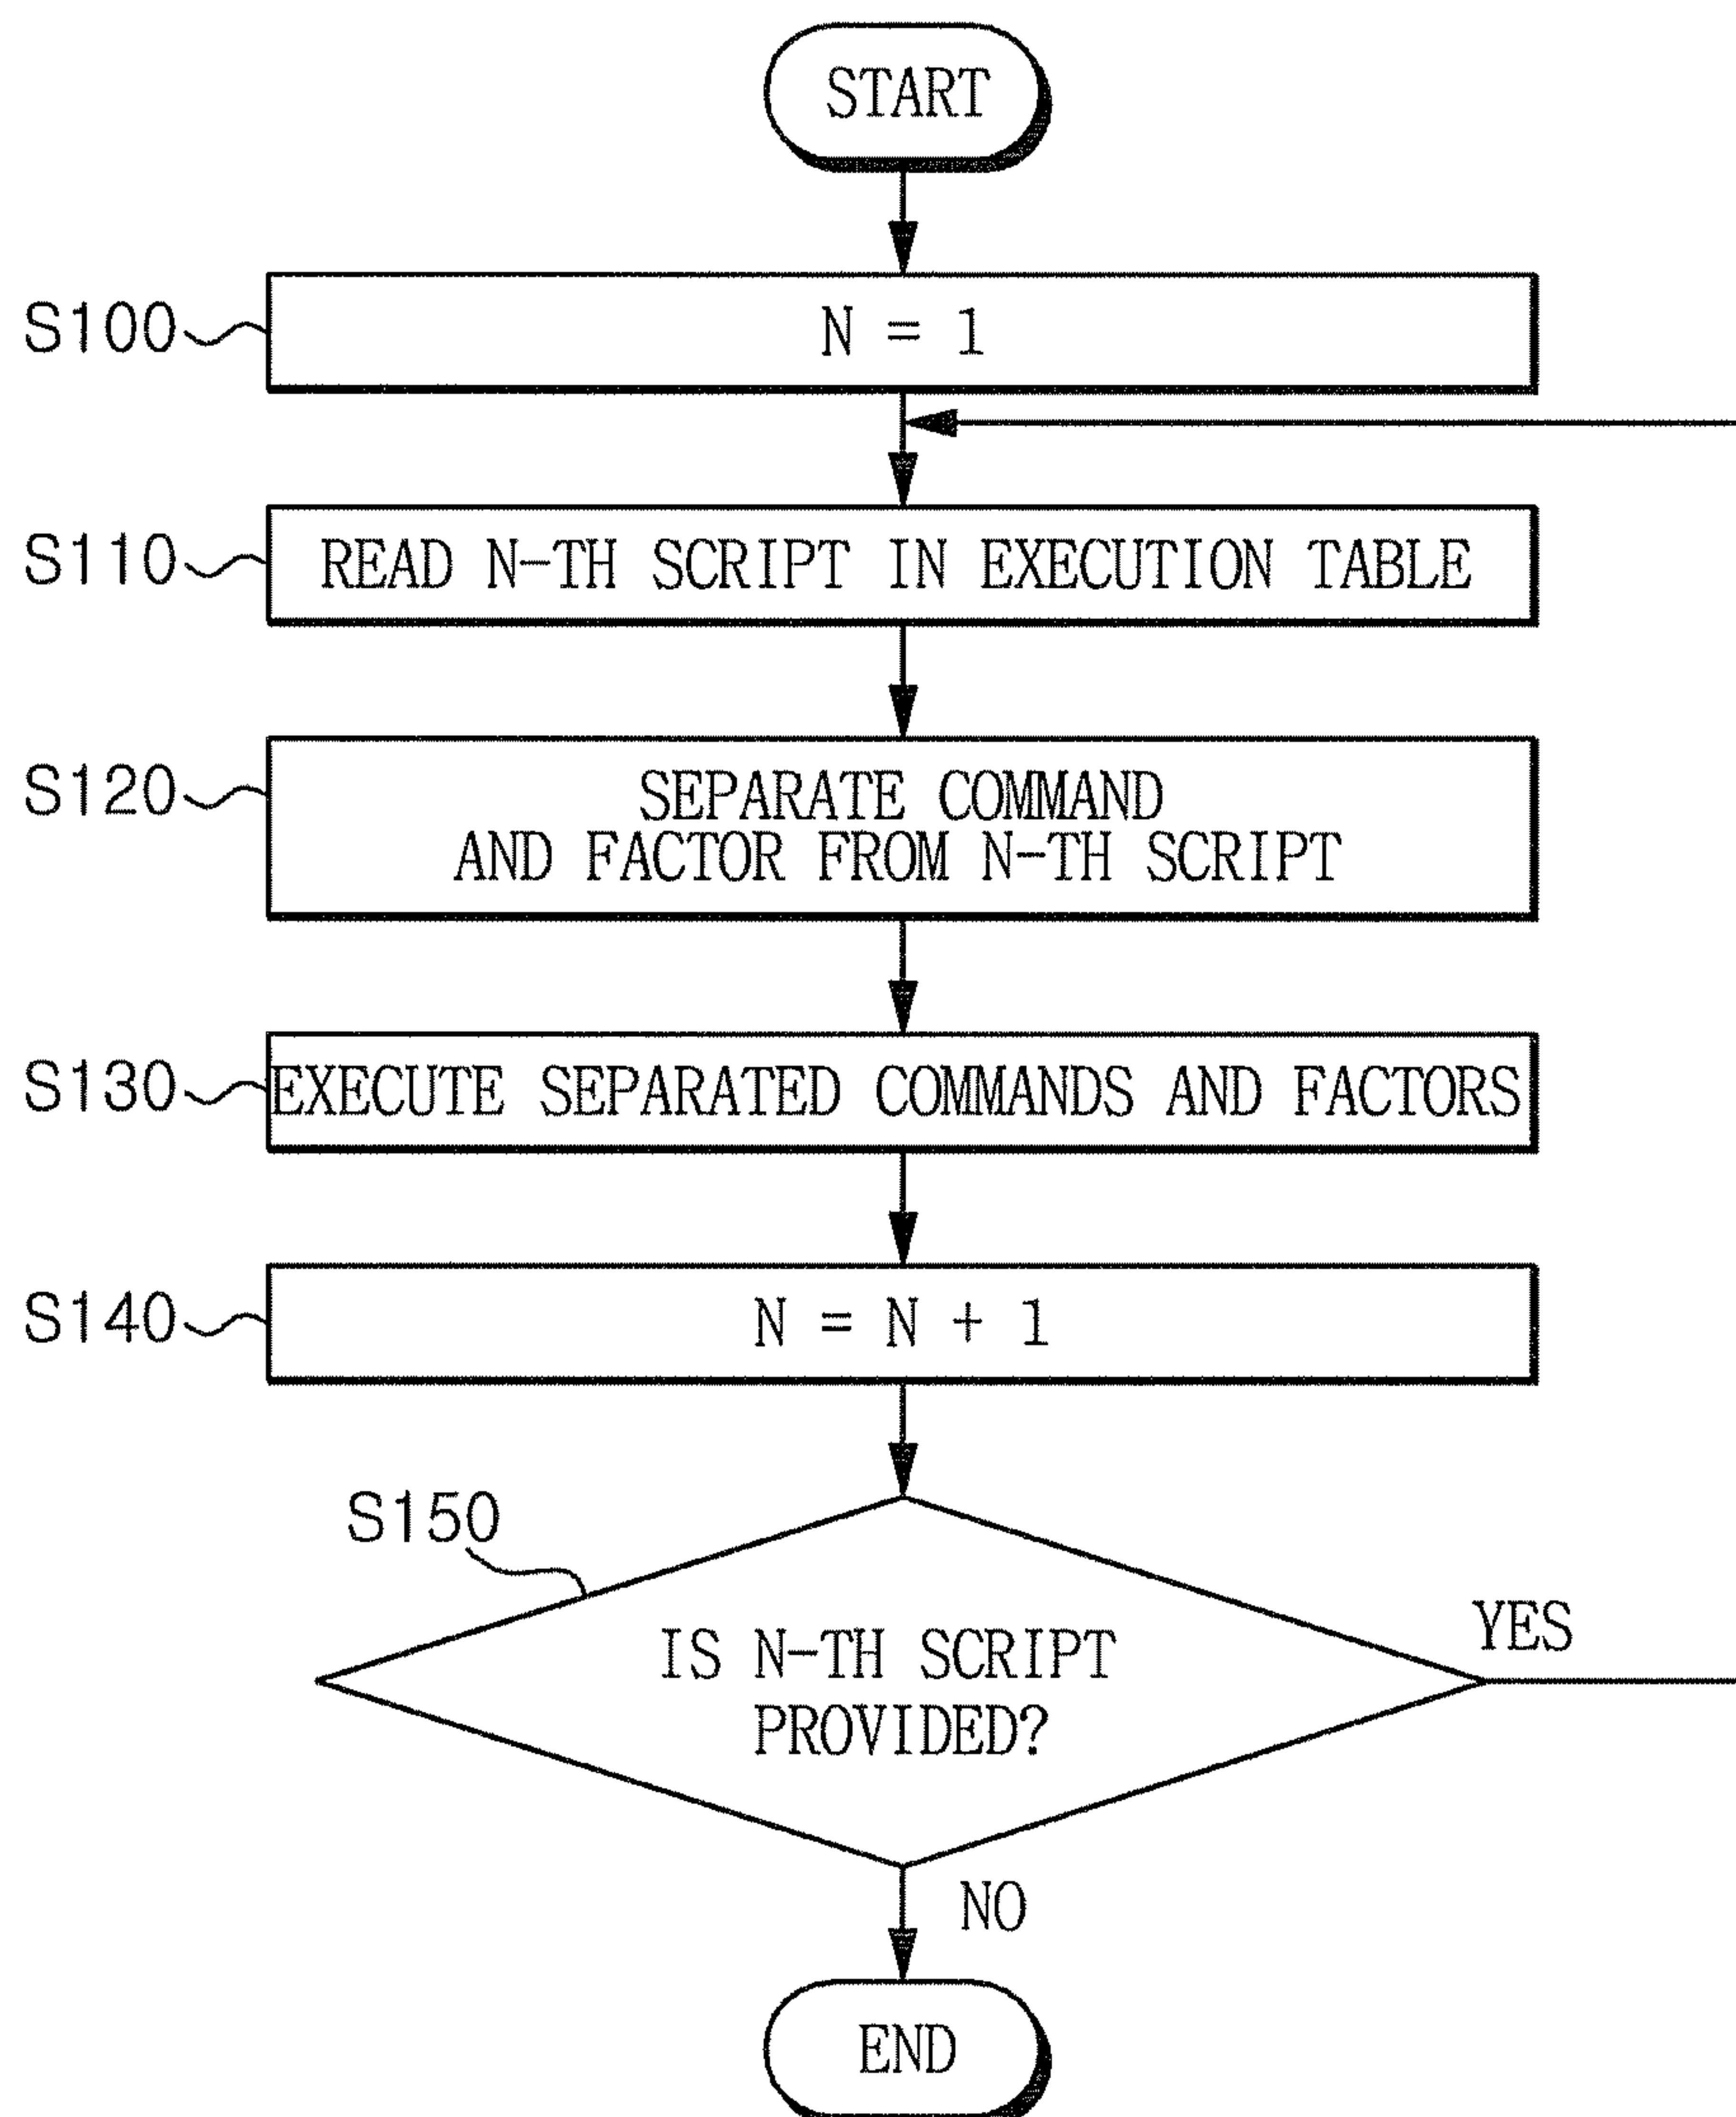 START
S100
N = 1
S110
READ N-TH SCRIPT IN EXECUTION TABLE
S120
SEPARATE COMMAND
AND FACTOR FROM N-TH SCRIPT
S130
EXECUTE SEPARATED COMMANDS AND FACTORS
S140
N = N + 1
S150
IS N-TH SCRIPT
PROVIDED?
YES
NO
END